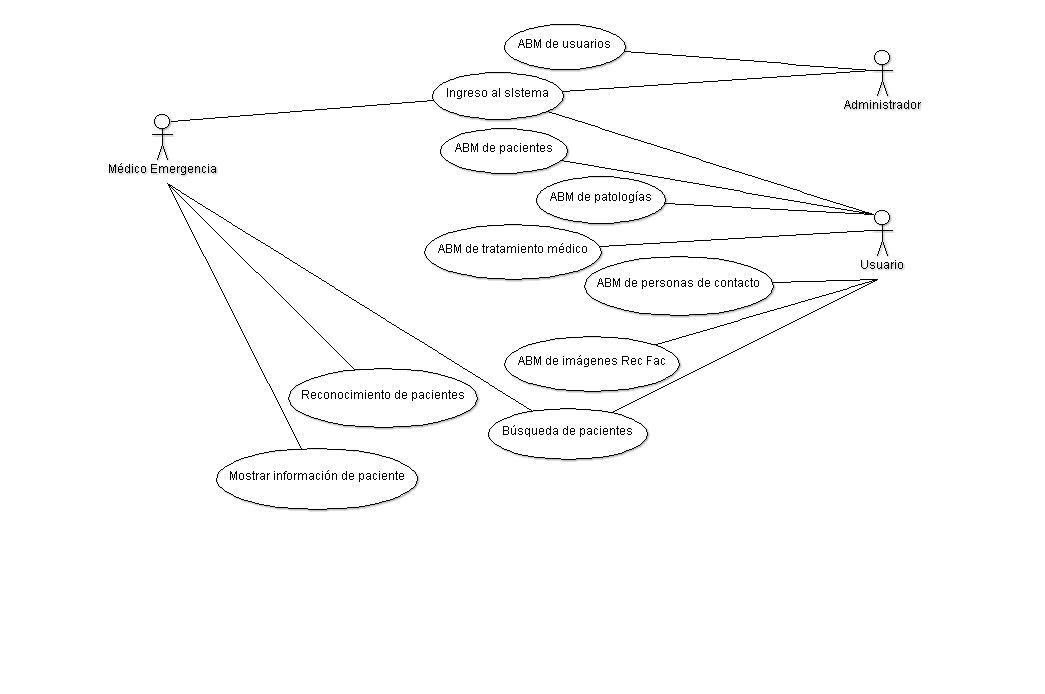 ABM de usuarios
Ingreso al sIstema
Administrador
ABM de pacientes
Médico Emergencia
ABM de patologías
ABM de tratamiento médico
Usuario
ABM de personas de contacto
ABM de imágenes Rec Fac
Reconocimiento de pacientes
Búsqueda de pacientes
Mostrar información de paciente